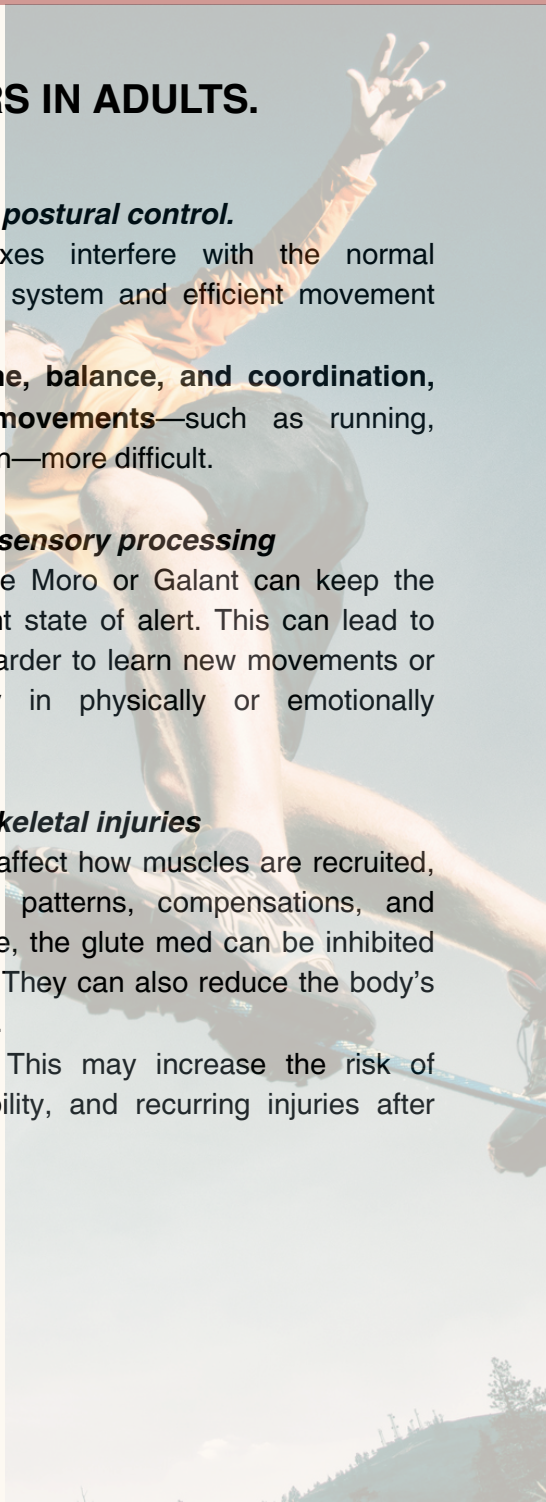 RS IN ADULTS.
postural control.
xes interfere with the normal
system and efficient movement
ne, balance, and coordination,
movements—such as running,
n—more difficult.
sensory processing
e Moro or Galant can keep the
nt state of alert. This can lead to
arder to learn new movements or
y in physically or emotionally
keletal injuries
affect how muscles are recruited,
patterns, compensations, and
e, the glute med can be inhibited
They can also reduce the body's
.
This may increase the risk of
bility, and recurring injuries after